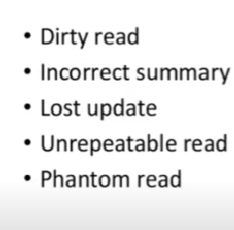 • Dirty read
• Incorrect summary
• Lost update
• Unrepeatable read
• Phantom read